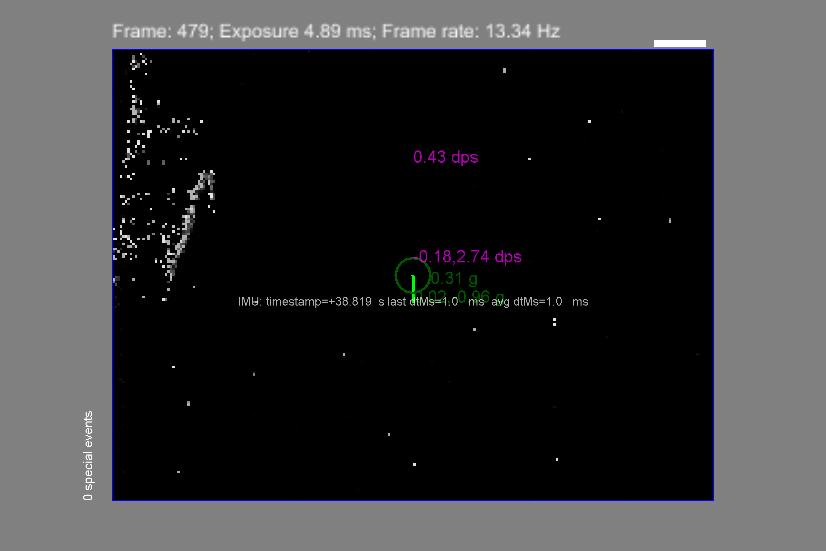 Frame: 479; Exposure 4.89 ms; Frame rate: 13.34 Hz
0.43 dps
-0.18,2.74 dps
0.31 g
IMU: timestamp=+38.819 s last dtMs=1.0 ms avg dtMs=1.0 ms
0 special events